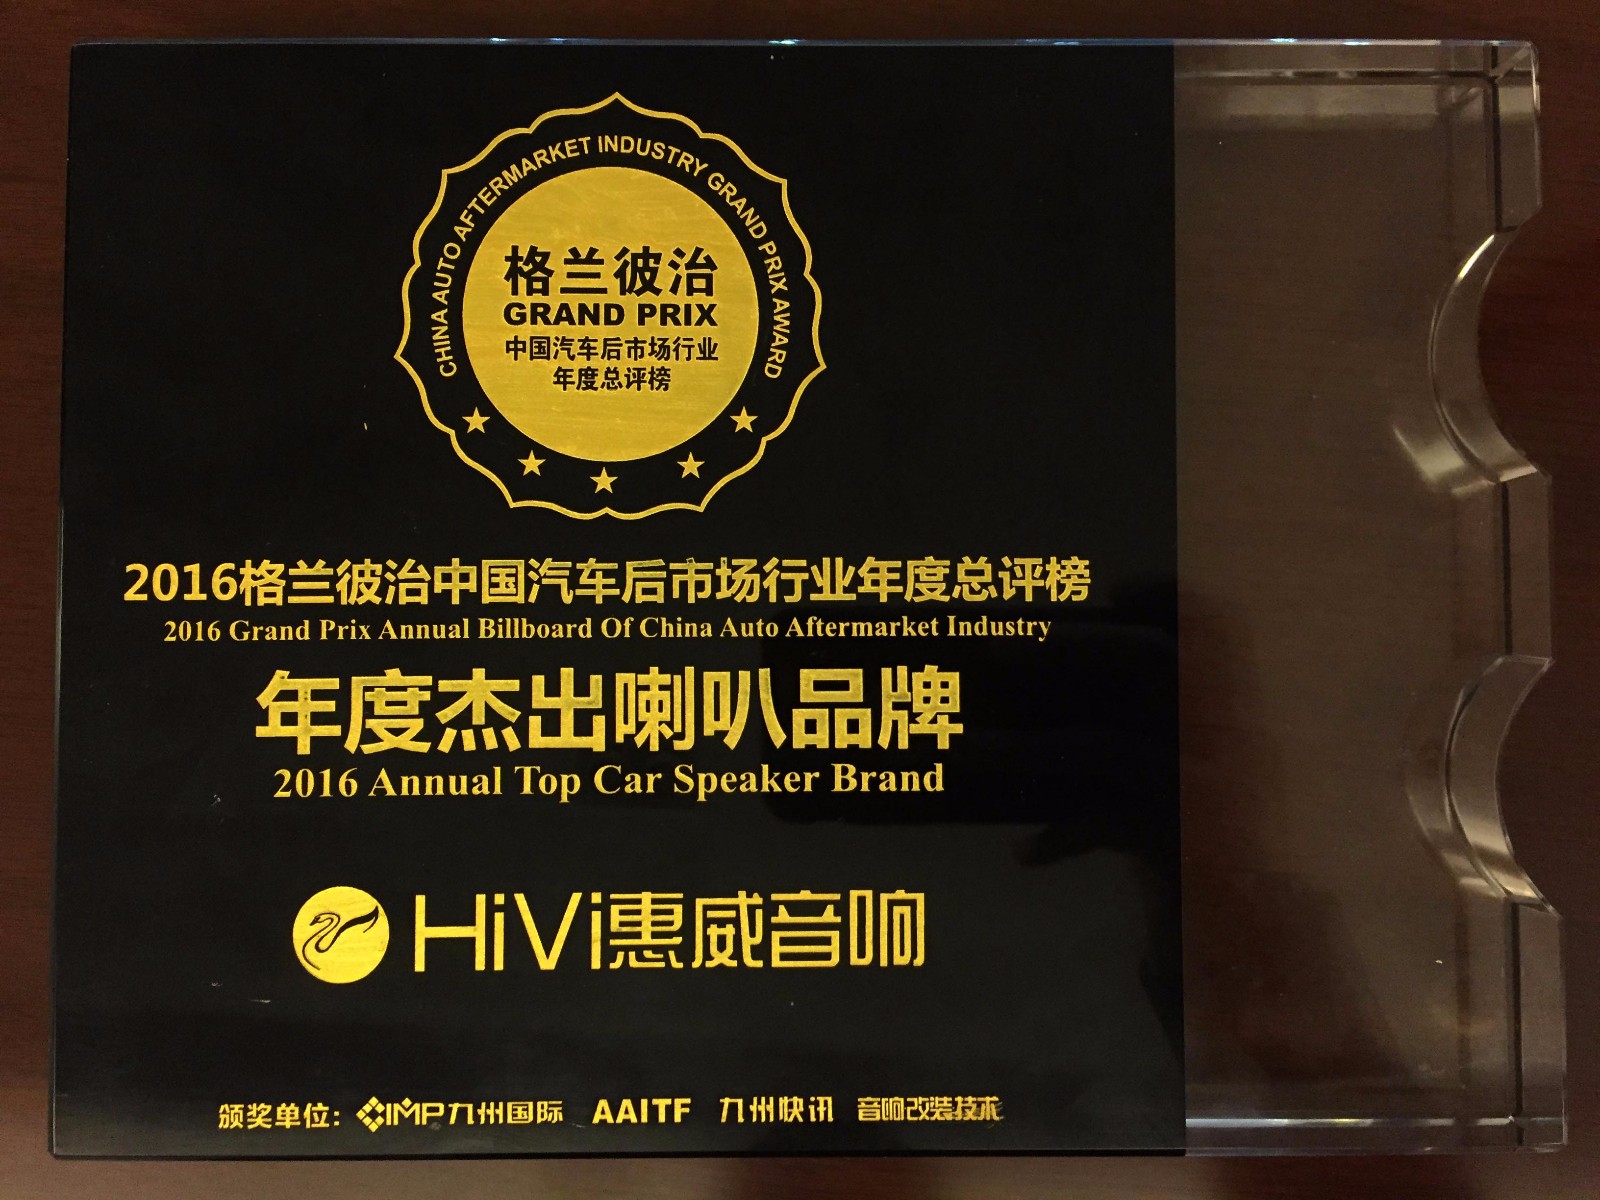 CHINA AUTO AFTERMARKET INDUSTRY GRAND PRIX AWARD
格兰彼治
GRAND PRIX
中国汽车后市场行业
年度总评榜
2016格兰彼治中国汽车后市场行业年度总评榜
2016 Grand Prix Annual Billboard Of China Auto Aftermarket Industry
年度杰出喇叭品牌
2016 Annual Top Car Speaker Brand
HiVi惠威音响
颁奖单位: IMP九州国际 AAITF 九州快讯 音响改装技术